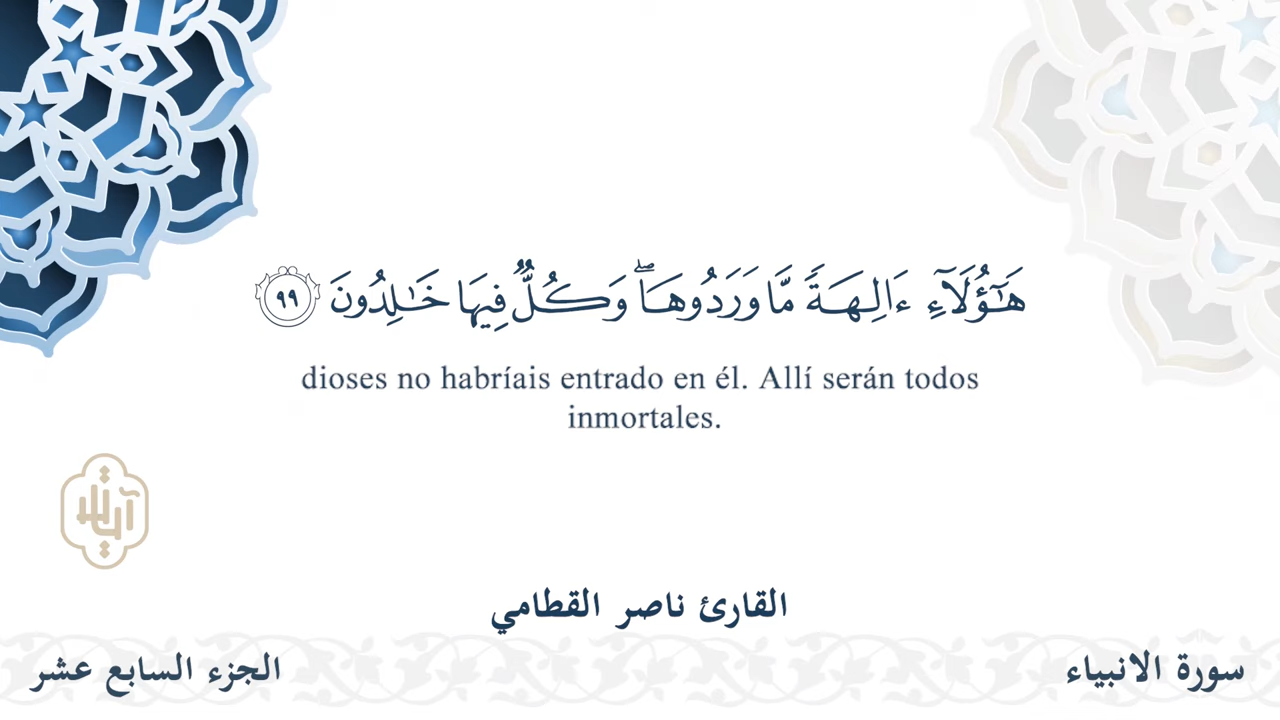 هَٰٓؤُلَآءِ ءَالِهَةٗ مَّا وَرَدُوهَاۖ وَكُلّٞ فِيهَا خَٰلِدُونَ ٩٩
dioses no habríais entrado en él. Allí serán todos
inmortales.
القارئ ناصر القطامي
سورة الانبياء
الجزء السابع عشر